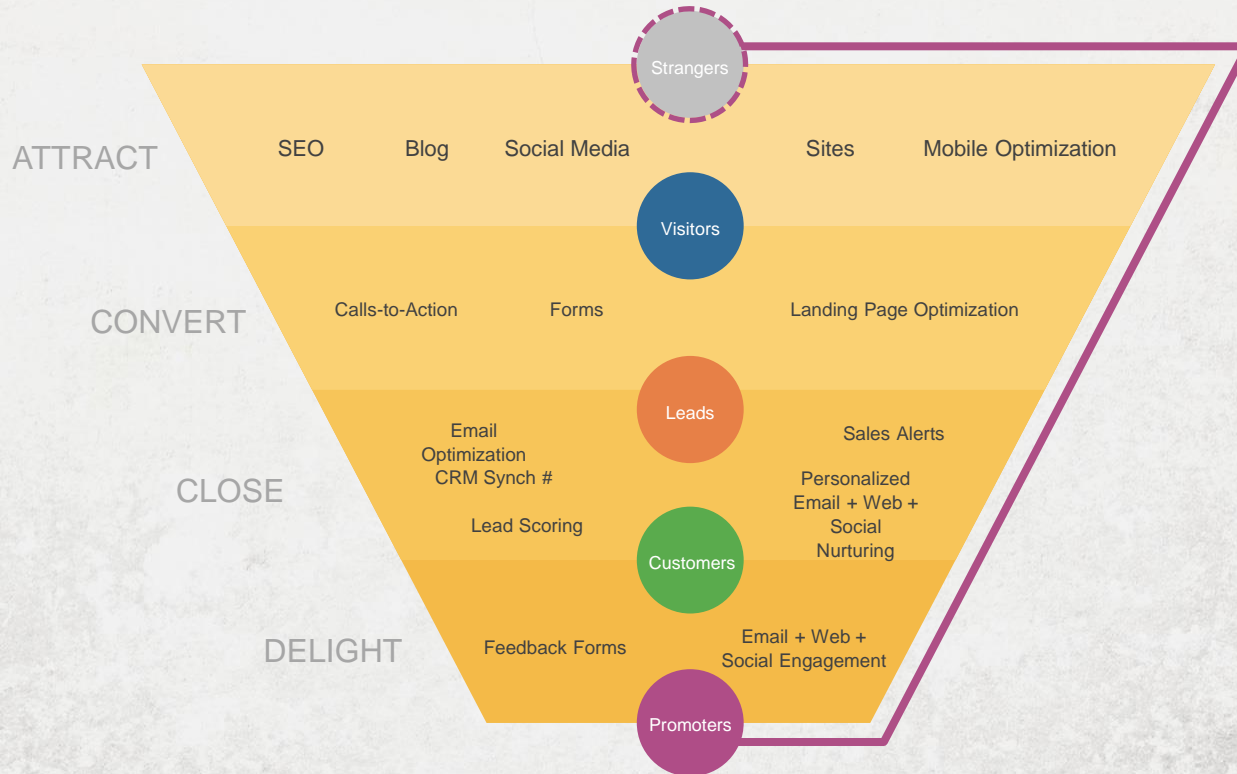 Strangers
ATTRACT
SEO
Blog
Social Media
Sites
Mobile Optimization
Visitors
CONVERT
Calls-to-Action
Forms
Landing Page Optimization
Leads
CLOSE
Email
Optimization
CRM Synch #
Lead Scoring
Sales Alerts
Personalized
Email + Web +
Social
Nurturing
Customers
DELIGHT
Feedback Forms
Email + Web +
Social Engagement
Promoters